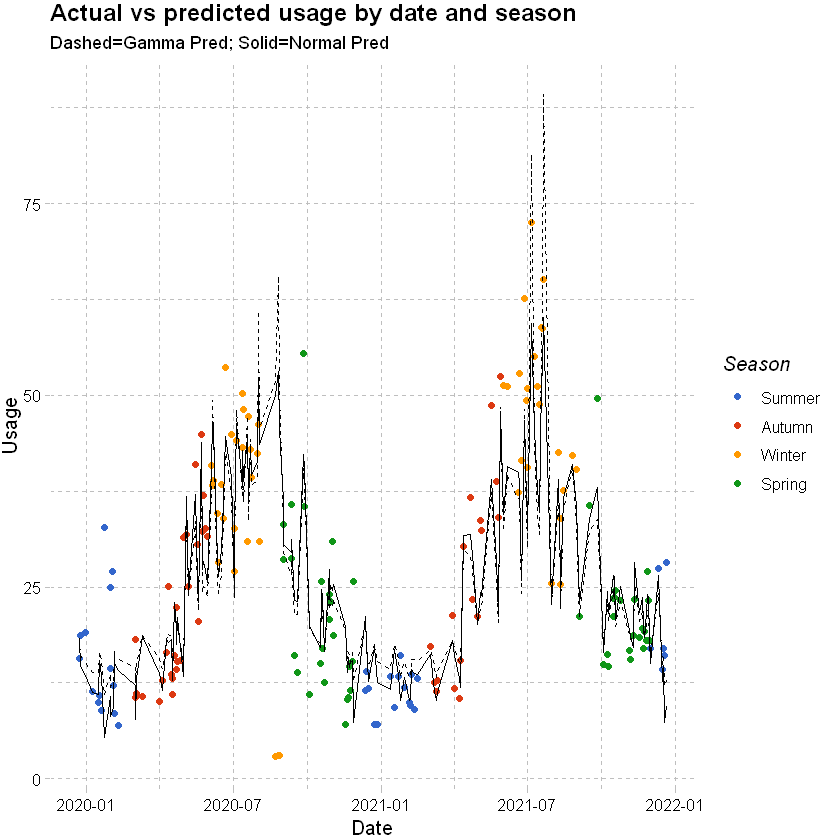 Actual vs predicted usage by date and season
Dashed=Gamma Pred; Solid=Normal Pred
Usage
75
50
25
0
2020-01
2020-07
2021-01
2021-07
2022-01
Date
Season
Summer
Autumn
Winter
Spring